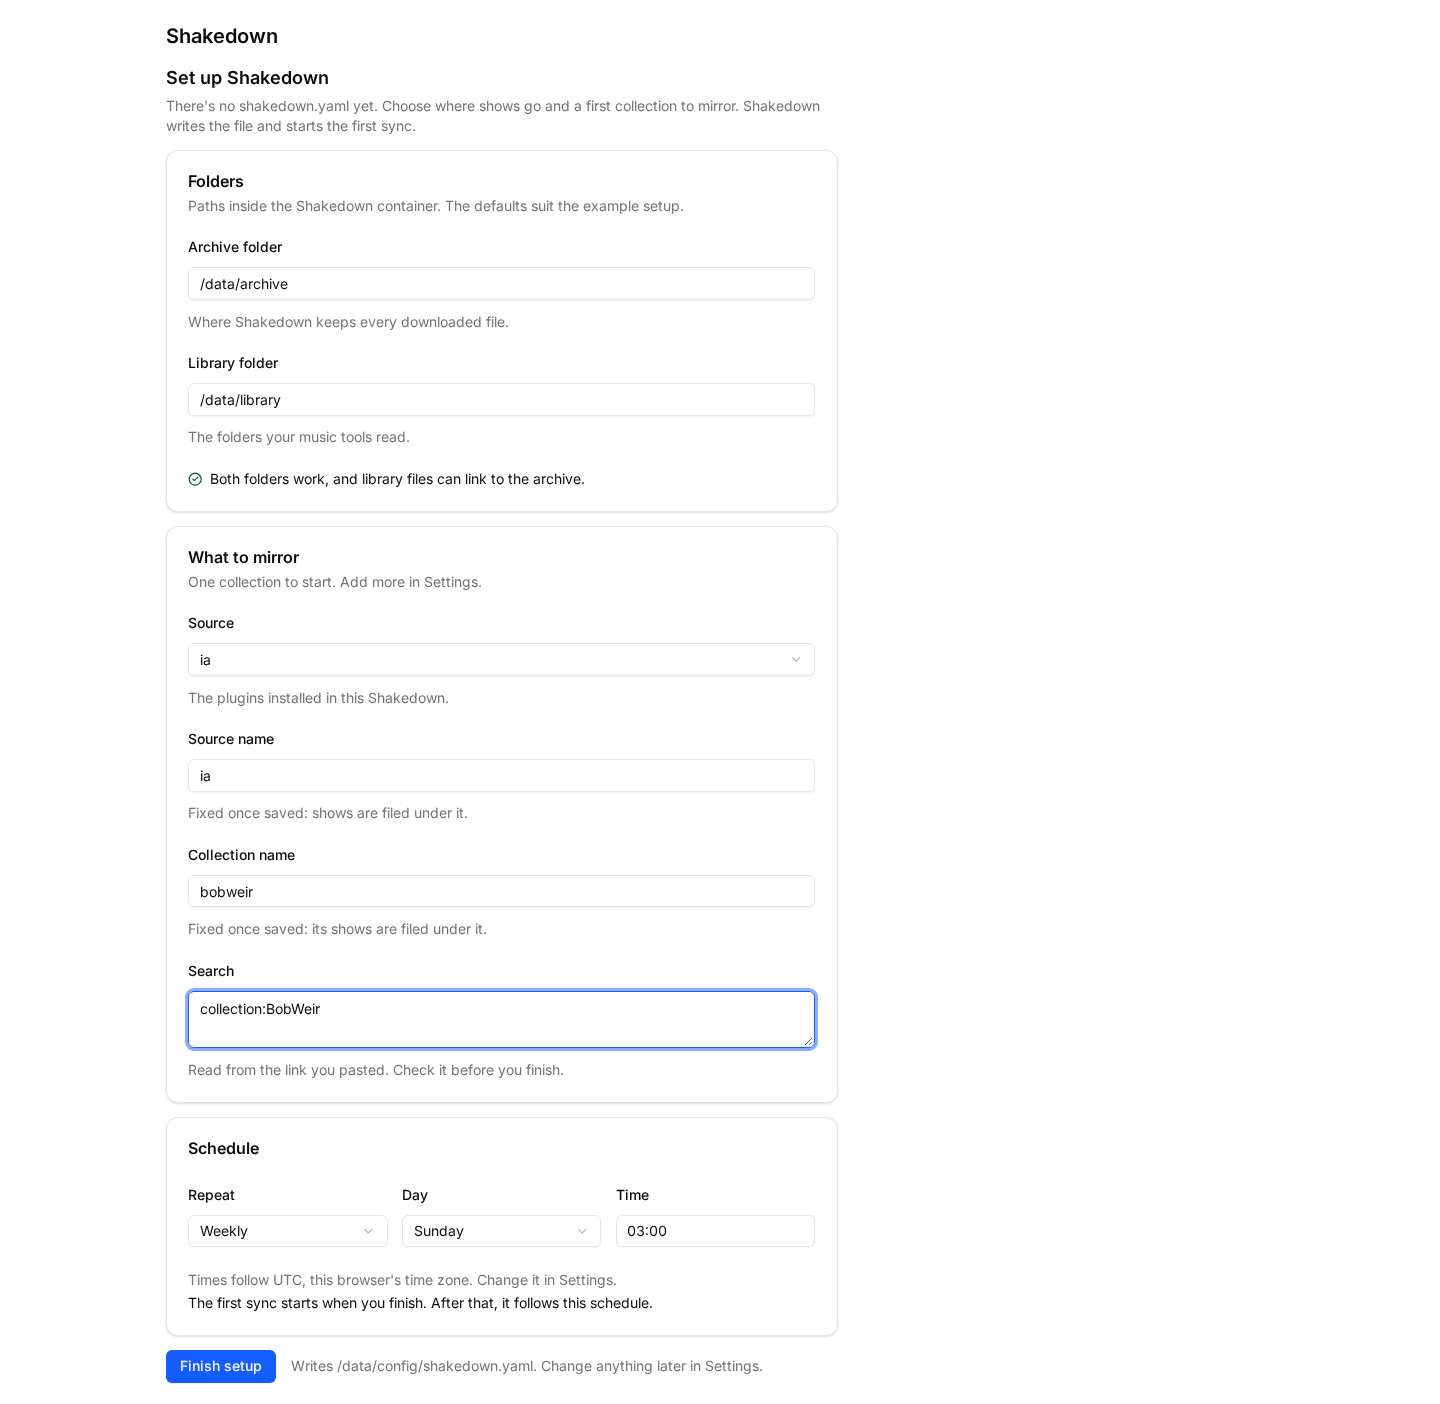 Shakedown
Set up Shakedown
There's no shakedown.yaml yet. Choose where shows go and a first collection to mirror. Shakedown
writes the file and starts the first sync.
Folders
Paths inside the Shakedown container. The defaults suit the example setup.
Archive folder
/data/archive
Where Shakedown keeps every downloaded file.
Library folder
/data/library
The folders your music tools read.
Both folders work, and library files can link to the archive.
What to mirror
One collection to start. Add more in Settings.
Source
ia
The plugins installed in this Shakedown.
Source name
ia
Fixed once saved: shows are filed under it.
Collection name
bobweir
Fixed once saved: its shows are filed under it.
Search
collection:BobWeir
Read from the link you pasted. Check it before you finish.
Schedule
Repeat Day Time
Weekly Sunday 03:00
Times follow UTC, this browser's time zone. Change it in Settings.
The first sync starts when you finish. After that, it follows this schedule.
Finish setup Writes /data/config/shakedown.yaml. Change anything later in Settings.